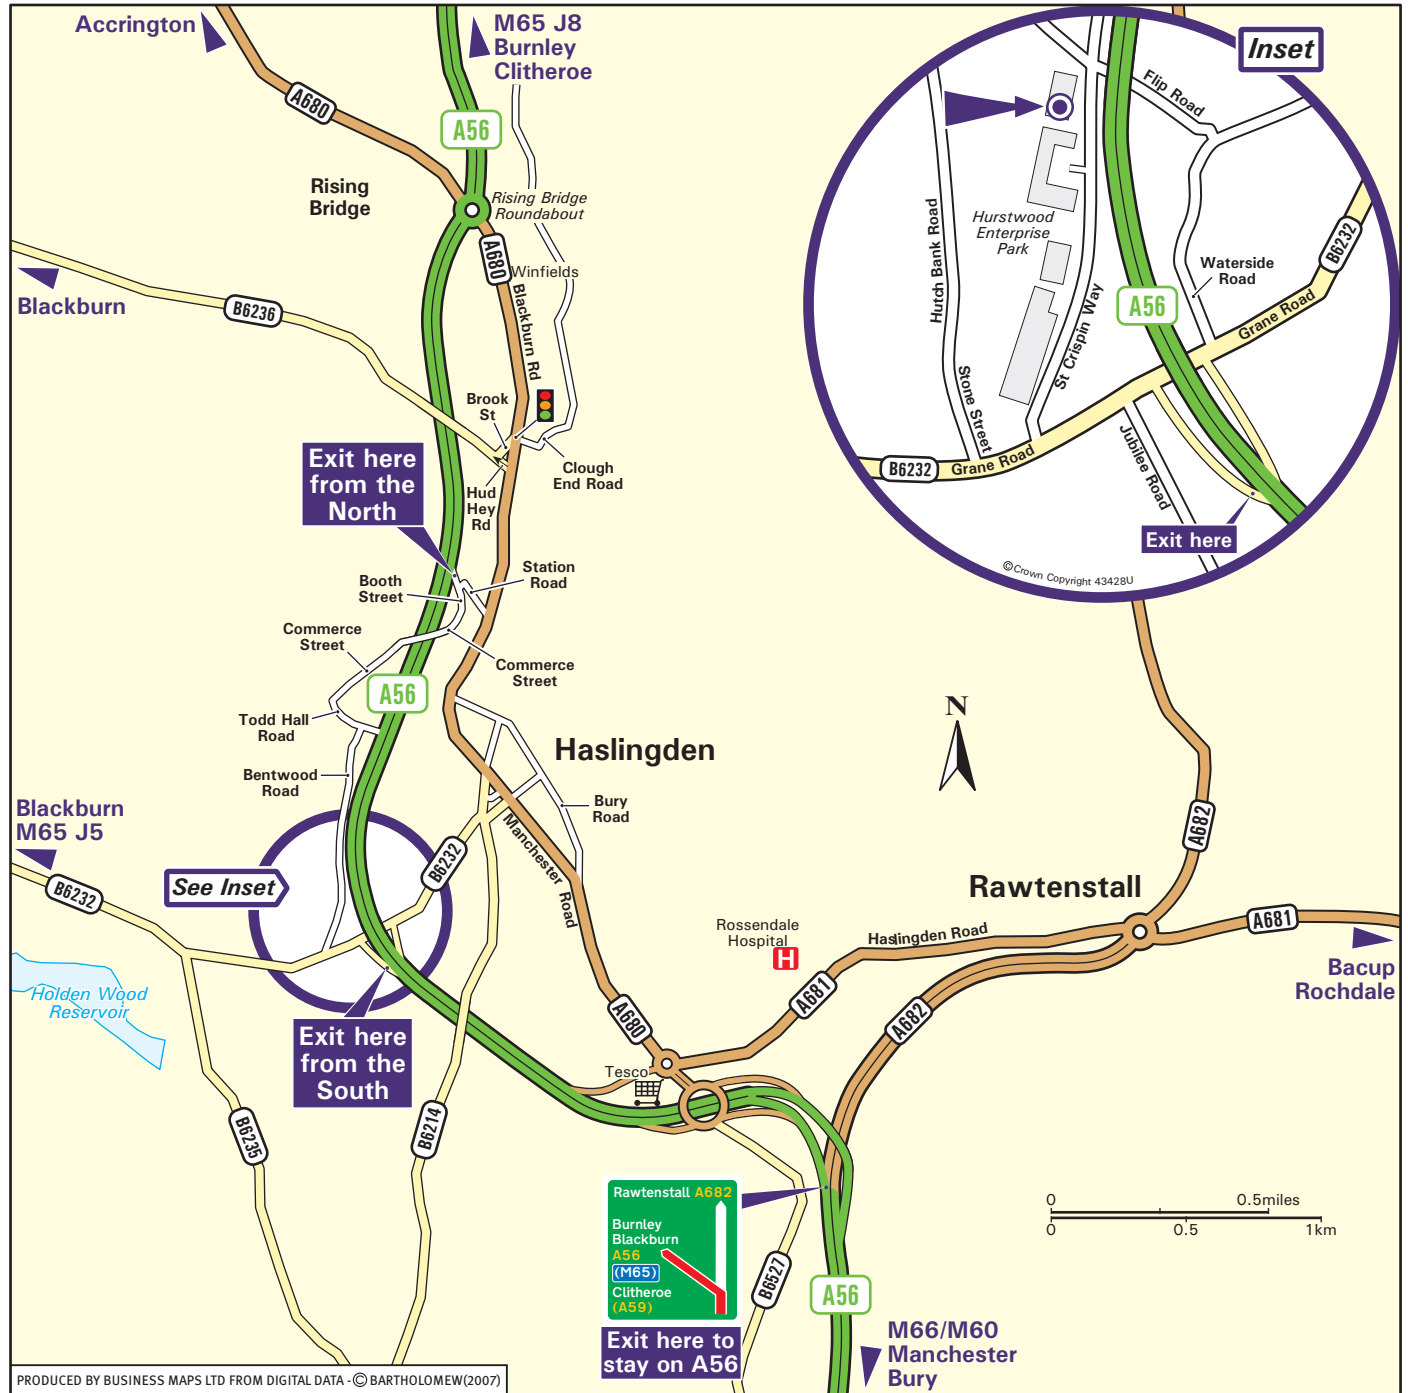 Accrington
M65 J8
Burnley
Clitheroe
A680
A56
Rising
Bridge
Rising Bridge
Roundabout
A680
Winfields
Blackburn Rd
Blackburn
B6236
Brook
St
Clough
End Road
Hud
Hey
Rd
Exit here
from the
North
Station
Road
Booth
Street
Commerce
Street
Commerce
Street
A56
Todd Hall
Road
Bentwood
Road
Haslingden
Bury
Road
Manchester Road
Blackburn
M65 J5
B6232
See Inset
B6232
Holden Wood
Reservoir
Exit here
from the
South
B6235
B6214
Tesco
A680
Rossendale
Hospital
H
Haslingden Road
A681
A682
Rawtenstall
A682
A681
Bacup
Rochdale
N
Inset
Flip Road
Hutch Bank Road
Hurstwood
Enterprise
Park
St Crispin Way
Stone Street
A56
Waterside
Road
B6232
Grane Road
B6232
Grane Road
Jubilee Road
Exit here
©Crown Copyright 43428U
Rawtenstall A682
Burnley
Blackburn
A56
(M65)
Clitheroe
(A59)
Exit here to
stay on A56
B6527
A56
M66/M60
Manchester
Bury
0 0.5miles
0 0.5 1km
PRODUCED BY BUSINESS MAPS LTD FROM DIGITAL DATA - © BARTHOLOMEW(2007)